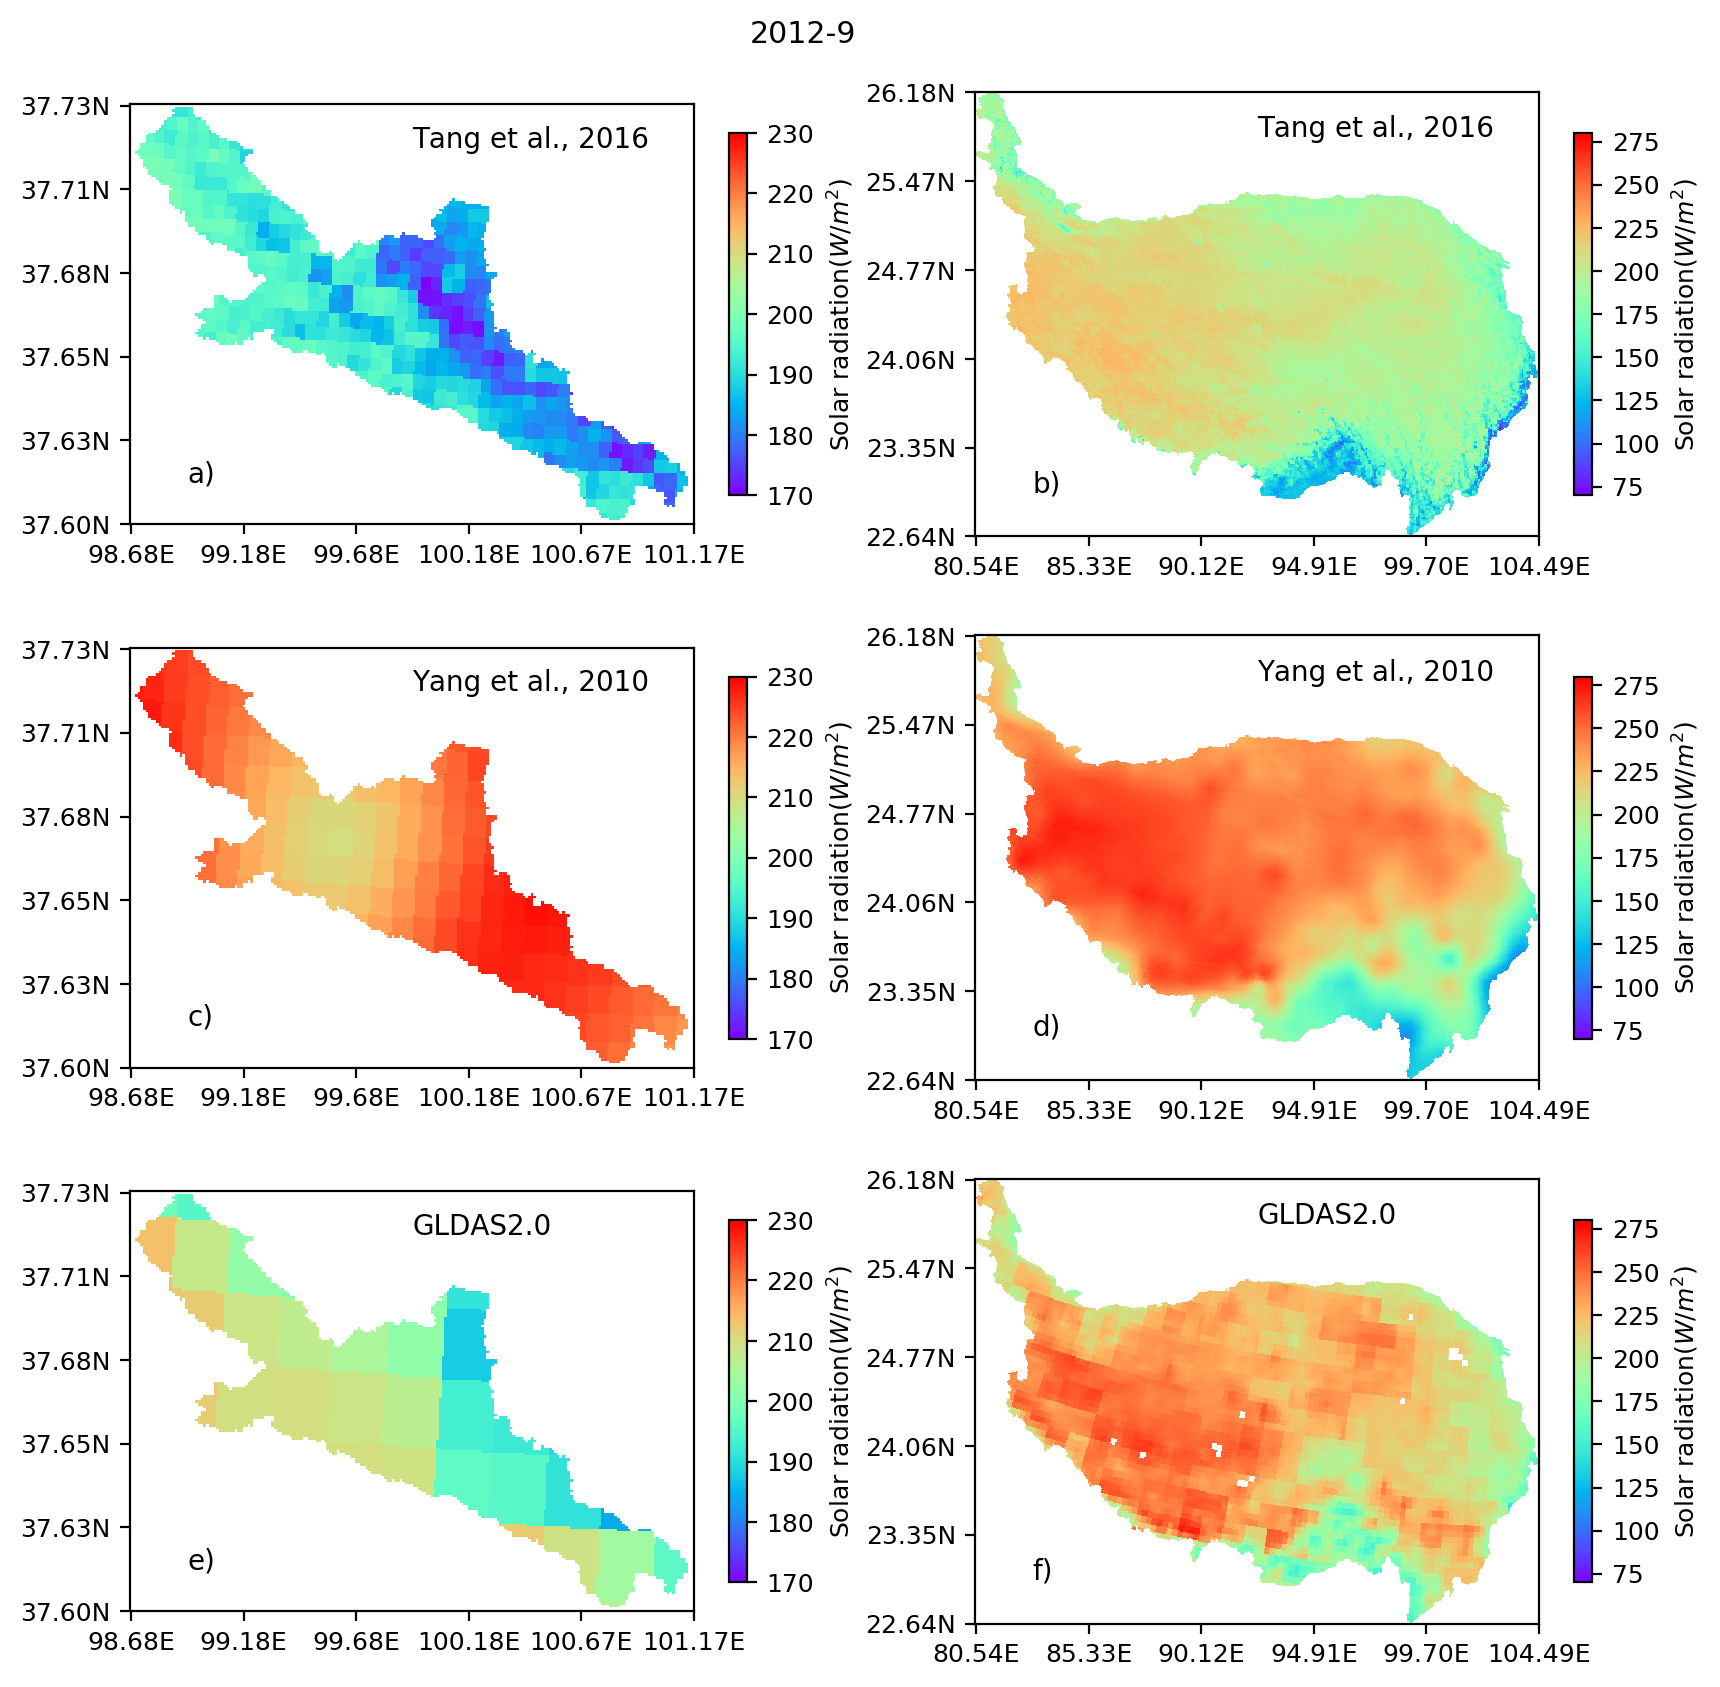 2012-9
37.73N
37.71N
37.68N
37.65N
37.63N
37.60N
98.68E 99.18E 99.68E 100.18E 100.67E 101.17E
Tang et al., 2016
a)
230
220
210
200
190
180
170
Solar radiation(W/m²)
26.18N
25.47N
24.77N
24.06N
23.35N
22.64N
80.54E 85.33E 90.12E 94.91E 99.70E 104.49E
Tang et al., 2016
b)
275
250
225
200
175
150
125
100
75
Solar radiation(W/m²)
37.73N
37.71N
37.68N
37.65N
37.63N
37.60N
98.68E 99.18E 99.68E 100.18E 100.67E 101.17E
Yang et al., 2010
c)
230
220
210
200
190
180
170
Solar radiation(W/m²)
26.18N
25.47N
24.77N
24.06N
23.35N
22.64N
80.54E 85.33E 90.12E 94.91E 99.70E 104.49E
Yang et al., 2010
d)
275
250
225
200
175
150
125
100
75
Solar radiation(W/m²)
37.73N
37.71N
37.68N
37.65N
37.63N
37.60N
98.68E 99.18E 99.68E 100.18E 100.67E 101.17E
GLDAS2.0
e)
230
220
210
200
190
180
170
Solar radiation(W/m²)
26.18N
25.47N
24.77N
24.06N
23.35N
22.64N
80.54E 85.33E 90.12E 94.91E 99.70E 104.49E
GLDAS2.0
f)
275
250
225
200
175
150
125
100
75
Solar radiation(W/m²)